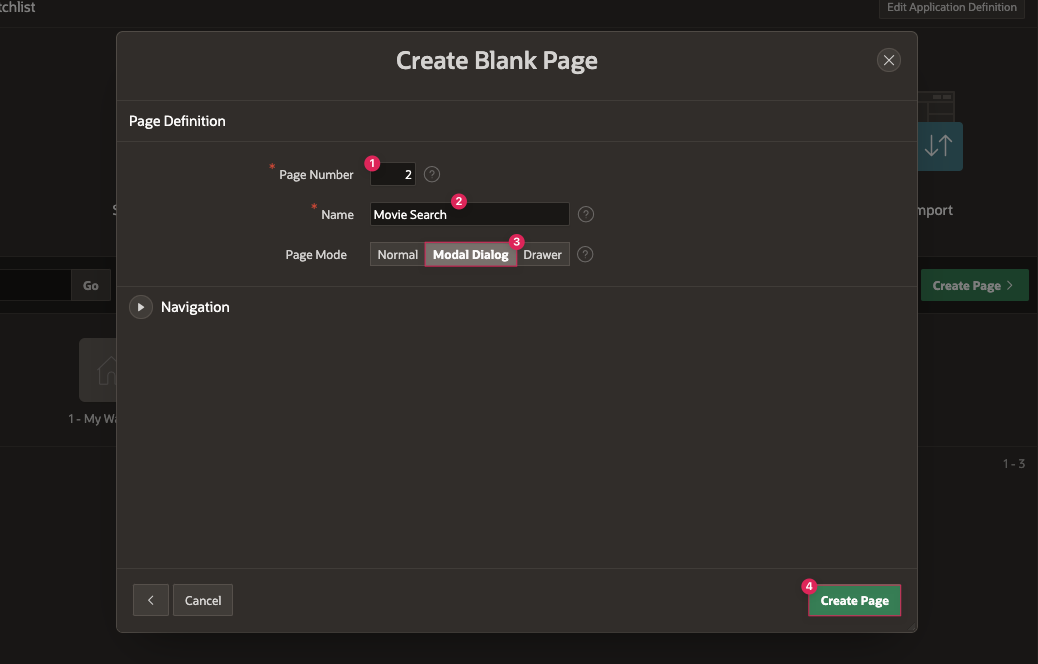 tchlist
Edit Application Definition
Create Blank Page
Page Definition
* Page Number 1 2 ?
* Name Movie Search 2 ?
Page Mode Normal Modal Dialog 3 Drawer ?
mport
Go
Create Page
Navigation
1 - My Wa
1 - 3
Cancel
4 Create Page